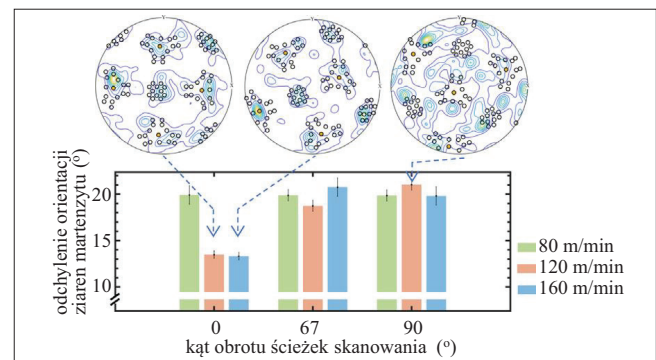 Y Y Y
X X X
odchylenie orientacji
ziaren martenzytu (°)
20
15
10
0 67 90
kąt obrotu ścieżek skanowania (°)
80 m/min
120 m/min
160 m/min